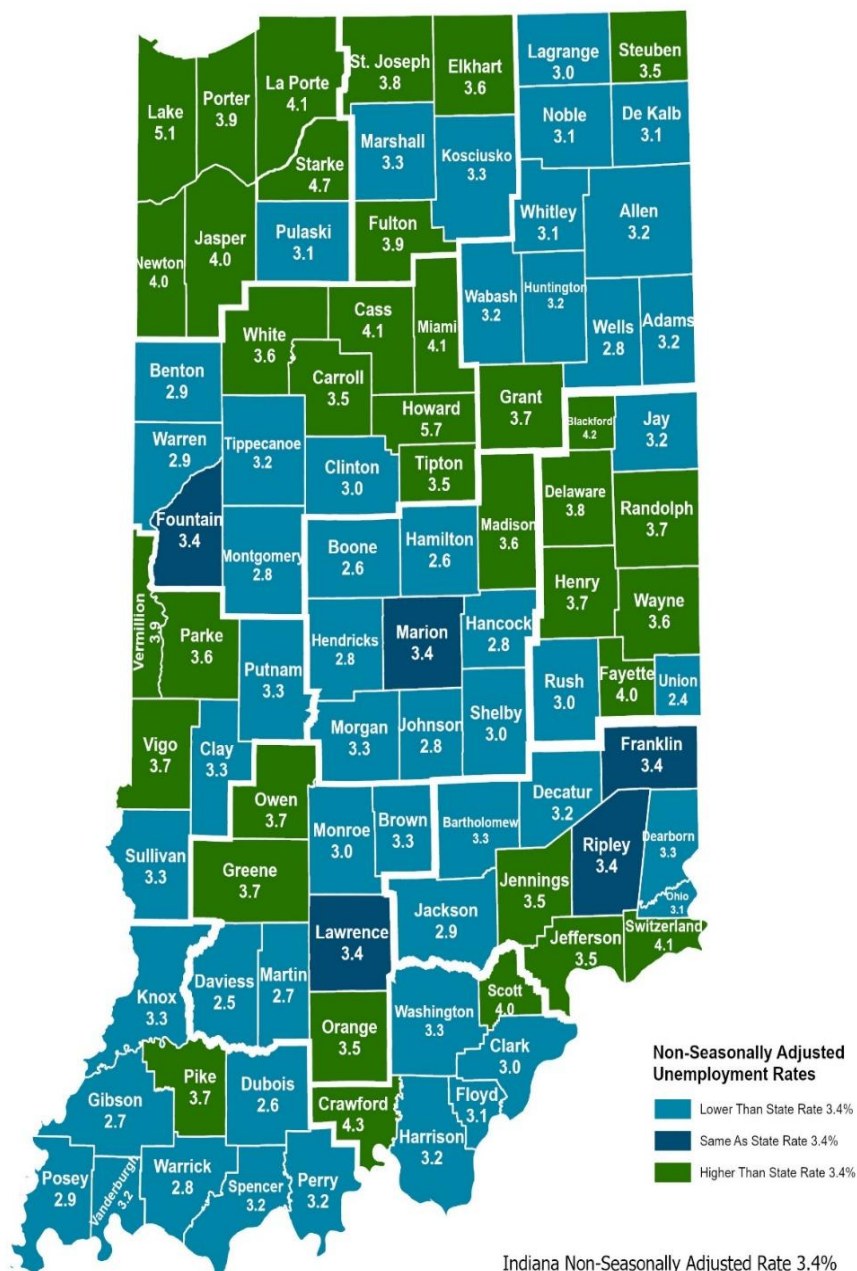 Lake
5.1
Porter
3.9
La Porte
4.1
St. Joseph
3.8
Elkhart
3.6
Lagrange
3.0
Steuben
3.5
Starke
4.7
Marshall
3.3
Kosciusko
3.3
Noble
3.1
De Kalb
3.1
Newton
4.0
Jasper
4.0
Pulaski
3.1
Fulton
3.9
Whitley
3.1
Allen
3.2
White
3.6
Cass
4.1
Miami
4.1
Wabash
3.2
Huntington
3.2
Wells
2.8
Adams
3.2
Benton
2.9
Carroll
3.5
Howard
5.7
Grant
3.7
Blackford
4.2
Jay
3.2
Warren
2.9
Tippecanoe
3.2
Clinton
3.0
Tipton
3.5
Delaware
3.8
Randolph
3.7
Fountain
3.4
Montgomery
2.8
Boone
2.6
Hamilton
2.6
Madison
3.6
Henry
3.7
Wayne
3.6
Vermillion
3.9
Parke
3.6
Putnam
3.3
Hendricks
2.8
Marion
3.4
Hancock
2.8
Rush
3.0
Fayette
4.0
Union
2.4
Vigo
3.7
Clay
3.3
Morgan
3.3
Johnson
2.8
Shelby
3.0
Franklin
3.4
Owen
3.7
Decatur
3.2
Sullivan
3.3
Greene
3.7
Monroe
3.0
Brown
3.3
Bartholomew
3.3
Ripley
3.4
Dearborn
3.3
Jennings
3.5
Ohio
3.1
Lawrence
3.4
Jackson
2.9
Jefferson
3.5
Switzerland
4.1
Knox
3.3
Daviess
2.5
Martin
2.7
Orange
3.5
Washington
3.3
Scott
4.0
Clark
3.0
Gibson
2.7
Pike
3.7
Dubois
2.6
Crawford
4.3
Harrison
3.2
Floyd
3.1
Posey
2.9
Vanderburgh
3.2
Warrick
2.8
Spencer
3.2
Perry
3.2
Non-Seasonally Adjusted
Unemployment Rates
Lower Than State Rate 3.4%
Same As State Rate 3.4%
Higher Than State Rate 3.4%
Indiana Non-Seasonally Adjusted Rate 3.4%